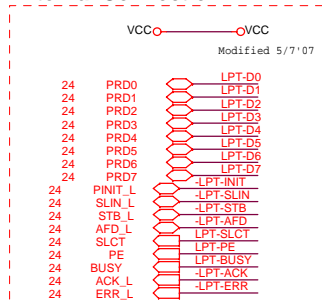 VCC VCC
Modified 5/7'07
24 PRD0 LPT-D0
24 PRD1 LPT-D1
24 PRD2 LPT-D2
24 PRD3 LPT-D3
24 PRD4 LPT-D4
24 PRD5 LPT-D5
24 PRD6 LPT-D6
24 PRD7 LPT-D7
24 PINIT_L -LPT-INIT
24 SLIN_L -LPT-SLIN
24 STB_L -LPT-STB
24 AFD_L -LPT-AFD
24 SLCT LPT-SLCT
24 PE LPT-PE
24 BUSY LPT-BUSY
24 ACK_L -LPT-ACK
24 ERR_L -LPT-ERR